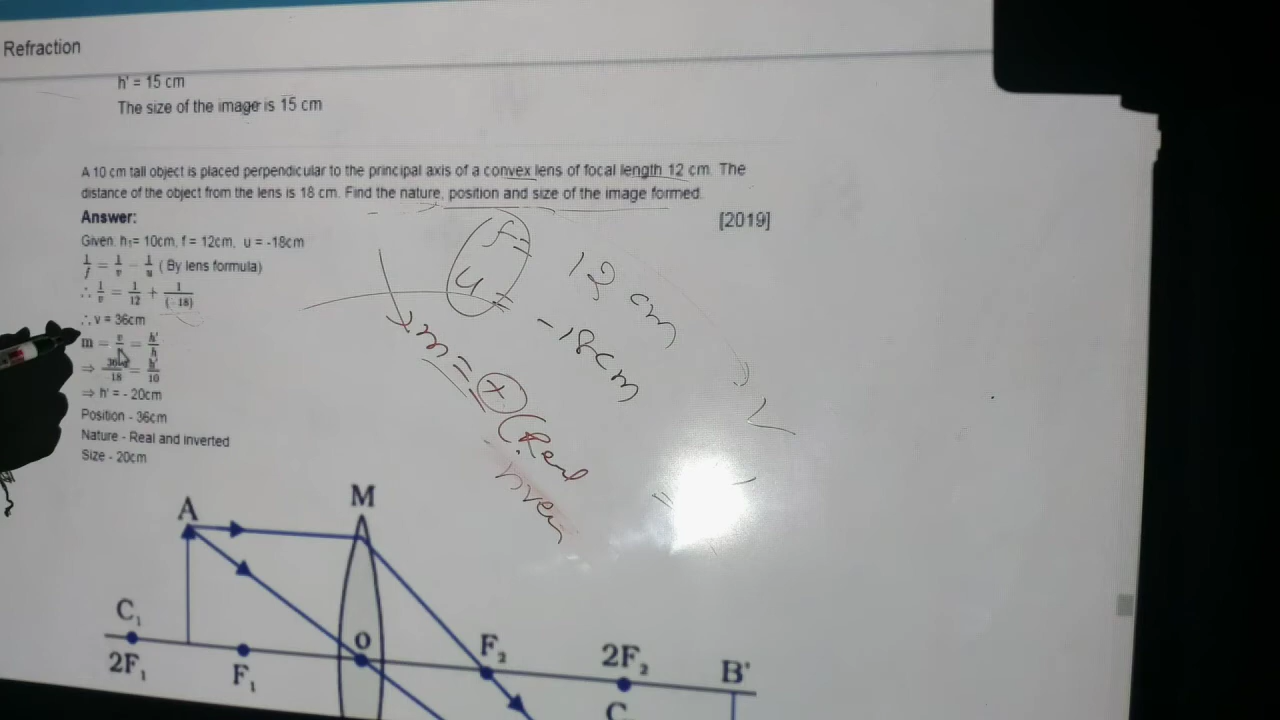 Refraction
h' = 15 cm
The size of the image is 15 cm
A 10 cm tall object is placed perpendicular to the principal axis of a convex lens of focal length 12 cm. The
distance of the object from the lens is 18 cm. Find the nature, position and size of the image formed.
[2019]
Answer:
Given: h₁= 10cm, f = 12cm, u = -18cm
1/f = 1/v - 1/u ( By lens formula)
∴ 1/v = 1/12 + 1/(-18)
∴ v = 36cm
m = v/u = h'/h
⇒ 36/-18 = h'/10
⇒ h' = - 20cm
Position - 36cm
Nature - Real and inverted
Size - 20cm
f = 12 cm
u = -18cm
m = + (Real
A
M
C₁
O
F₂
2F₂
B'
2F₁
F₁
C